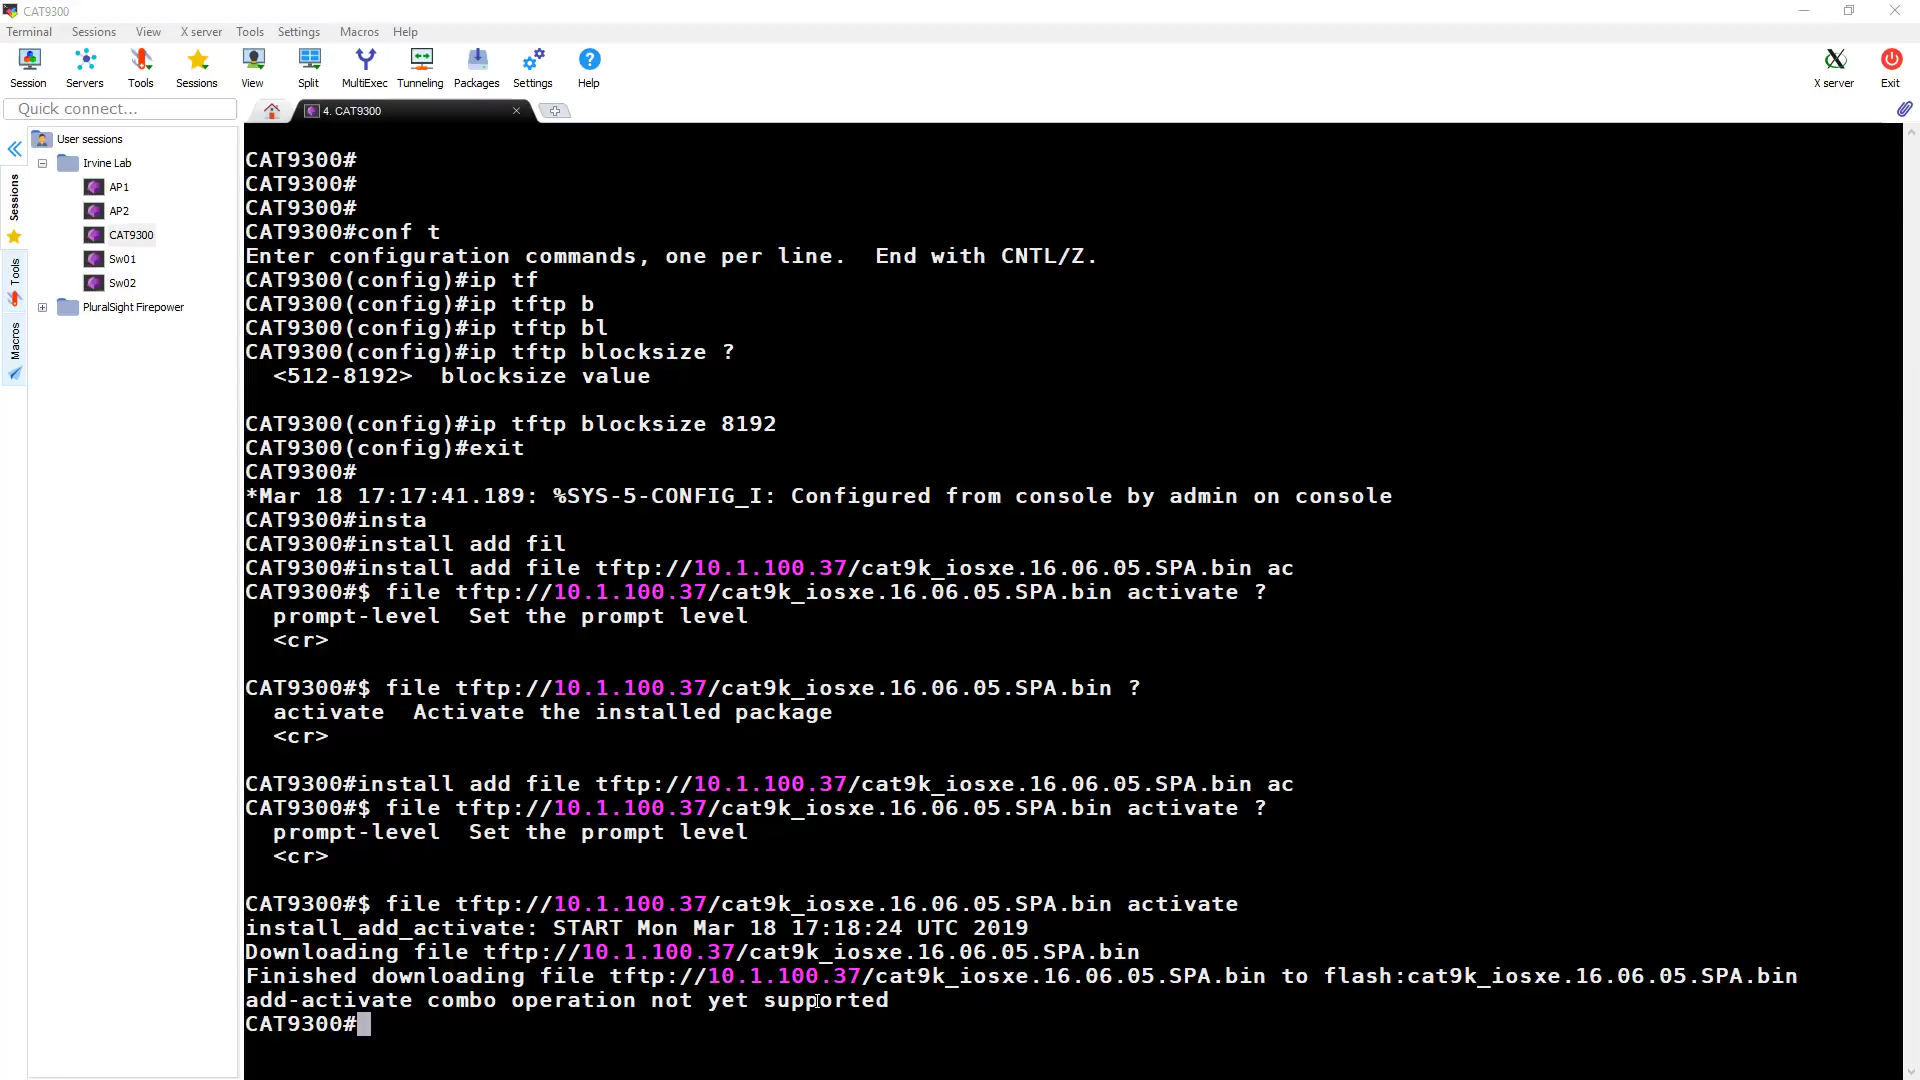 CAT9300
Terminal Sessions View X server Tools Settings Macros Help
Session Servers Tools Sessions View Split MultiExec Tunneling Packages Settings Help X server Exit
Quick connect...
4. CAT9300
User sessions
Irvine Lab
AP1
AP2
CAT9300
Sw01
Sw02
PluralSight Firepower
Sessions
Tools
Macros
CAT9300#
CAT9300#
CAT9300#
CAT9300#conf t
Enter configuration commands, one per line.  End with CNTL/Z.
CAT9300(config)#ip tf
CAT9300(config)#ip tftp b
CAT9300(config)#ip tftp bl
CAT9300(config)#ip tftp blocksize ?
  <512-8192>  blocksize value
CAT9300(config)#ip tftp blocksize 8192
CAT9300(config)#exit
CAT9300#
*Mar 18 17:17:41.189: %SYS-5-CONFIG_I: Configured from console by admin on console
CAT9300#insta
CAT9300#install add fil
CAT9300#install add file tftp://10.1.100.37/cat9k_iosxe.16.06.05.SPA.bin ac
CAT9300#$ file tftp://10.1.100.37/cat9k_iosxe.16.06.05.SPA.bin activate ?
  prompt-level  Set the prompt level
  <cr>
CAT9300#$ file tftp://10.1.100.37/cat9k_iosxe.16.06.05.SPA.bin ?
  activate  Activate the installed package
  <cr>
CAT9300#install add file tftp://10.1.100.37/cat9k_iosxe.16.06.05.SPA.bin ac
CAT9300#$ file tftp://10.1.100.37/cat9k_iosxe.16.06.05.SPA.bin activate ?
  prompt-level  Set the prompt level
  <cr>
CAT9300#$ file tftp://10.1.100.37/cat9k_iosxe.16.06.05.SPA.bin activate
install_add_activate: START Mon Mar 18 17:18:24 UTC 2019
Downloading file tftp://10.1.100.37/cat9k_iosxe.16.06.05.SPA.bin
Finished downloading file tftp://10.1.100.37/cat9k_iosxe.16.06.05.SPA.bin to flash:cat9k_iosxe.16.06.05.SPA.bin
add-activate combo operation not yet supported
CAT9300#